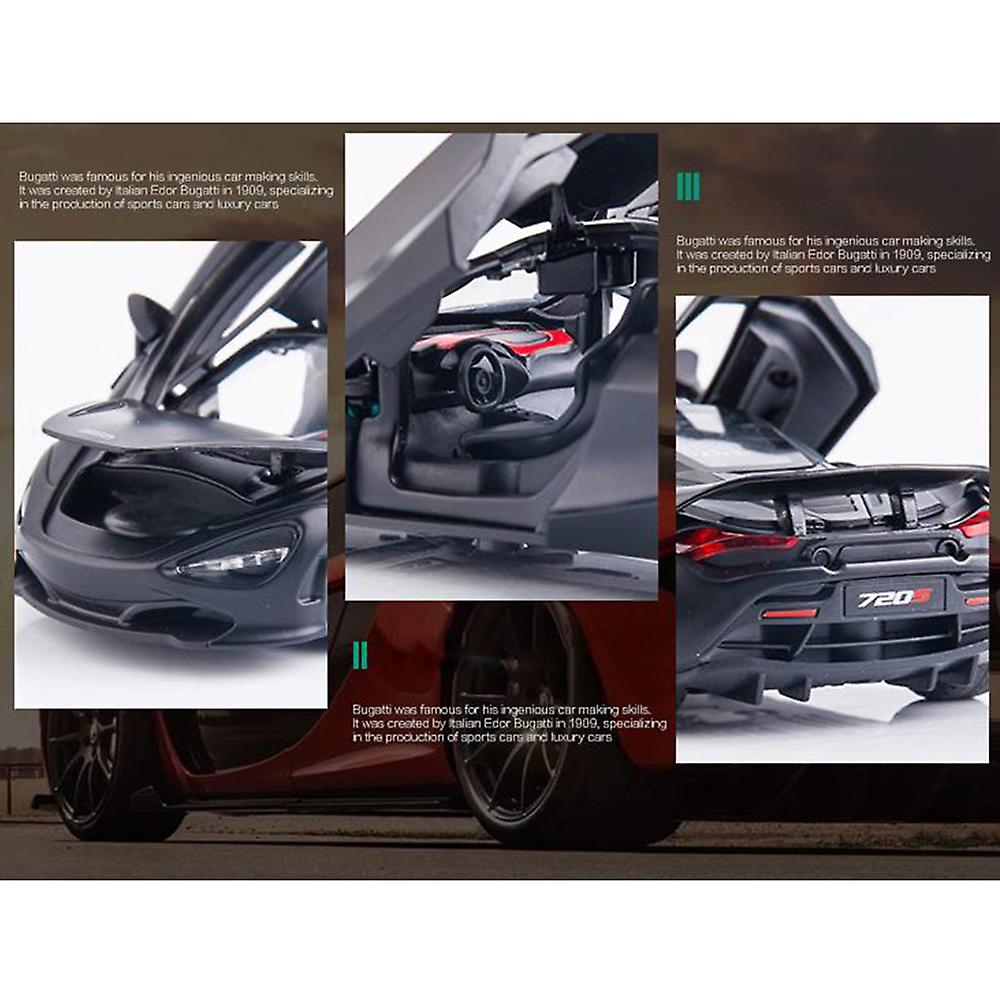 Bugatti was famous for his ingenious car making skills.
It was created by Italian Edor Bugatti in 1909, specializing
in the production of sports cars and luxury cars
III
Bugatti was famous for his ingenious car making skills.
It was created by Italian Edor Bugatti in 1909, specializing
in the production of sports cars and luxury cars
720S
II
Bugatti was famous for his ingenious car making skills.
It was created by Italian Edor Bugatti in 1909, specializing
in the production of sports cars and luxury cars